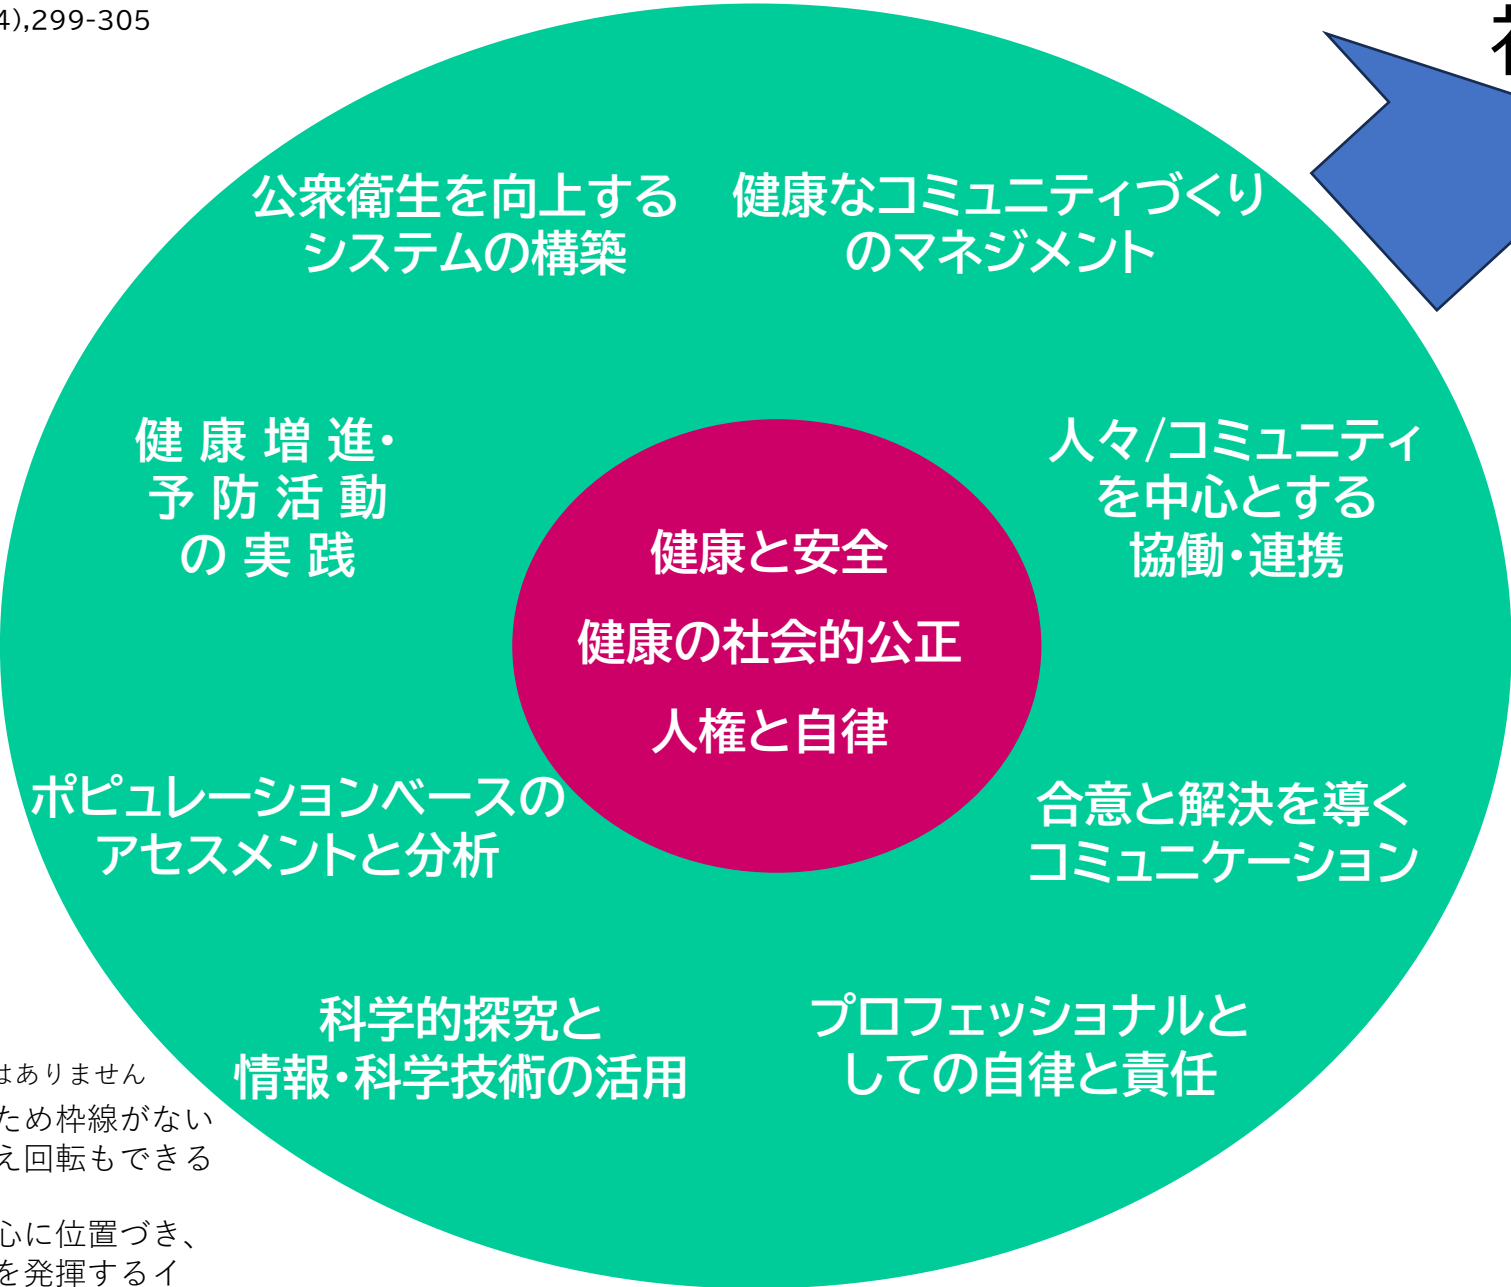 4),299-305
公衆衛生を向上する
システムの構築
健康なコミュニティづくり
のマネジメント
健 康 増 進・
予 防 活 動
の 実 践
人々/コミュニティ
を中心とする
協働・連携
健康と安全
健康の社会的公正
人権と自律
ポピュレーションベースの
アセスメントと分析
合意と解決を導く
コミュニケーション
科学的探究と
情報・科学技術の活用
プロフェッショナルと
しての自律と責任
はありません
ため枠線がない
え回転もできる
心に位置づき、
を発揮するイ